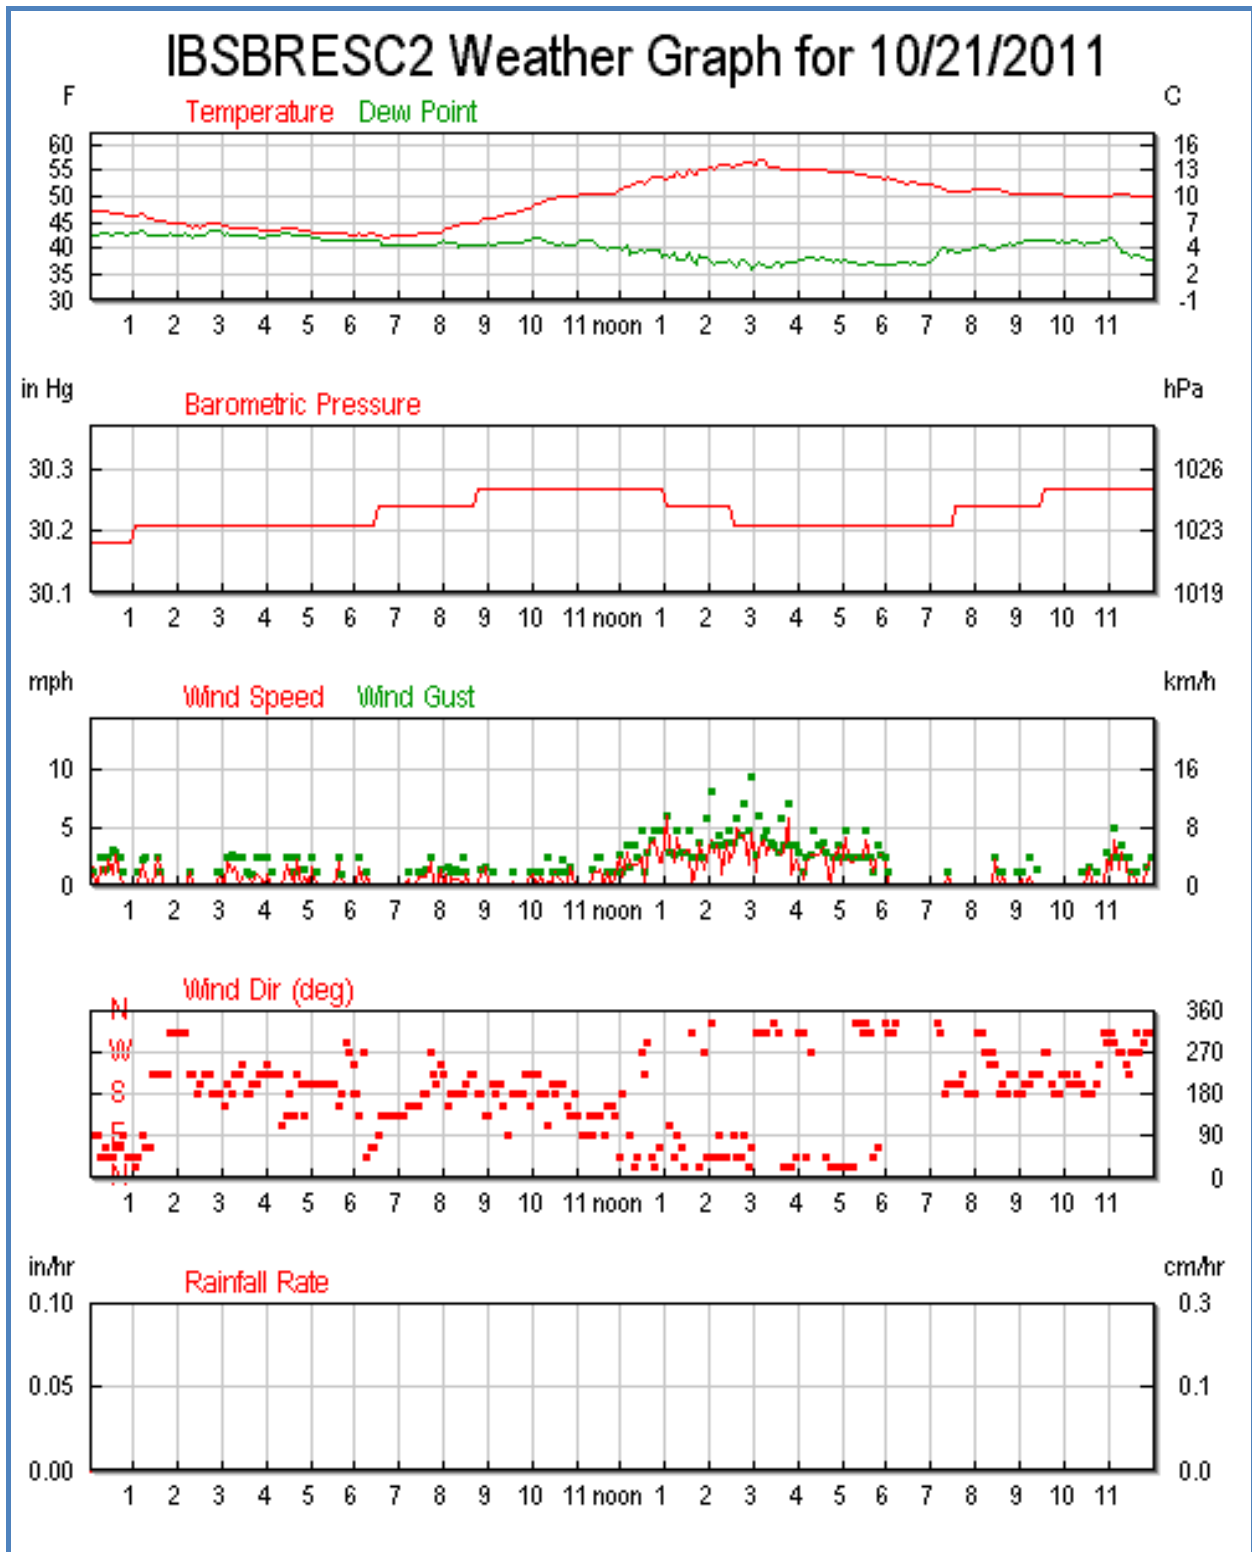 IBSBRESC2 Weather Graph for 10/21/2011
F C
Temperature Dew Point
60 16
55 13
50 10
45 7
40 4
35 2
30 -1
1 2 3 4 5 6 7 8 9 10 11 noon 1 2 3 4 5 6 7 8 9 10 11
in Hg hPa
Barometric Pressure
30.3 1026
30.2 1023
30.1 1019
1 2 3 4 5 6 7 8 9 10 11 noon 1 2 3 4 5 6 7 8 9 10 11
mph km/h
Wind Speed Wind Gust
10 16
5 8
0 0
1 2 3 4 5 6 7 8 9 10 11 noon 1 2 3 4 5 6 7 8 9 10 11
Wind Dir (deg)
N 360
W 270
S 180
E 90
N 0
1 2 3 4 5 6 7 8 9 10 11 noon 1 2 3 4 5 6 7 8 9 10 11
in/hr cm/hr
Rainfall Rate
0.10 0.3
0.05 0.1
0.00 0.0
1 2 3 4 5 6 7 8 9 10 11 noon 1 2 3 4 5 6 7 8 9 10 11